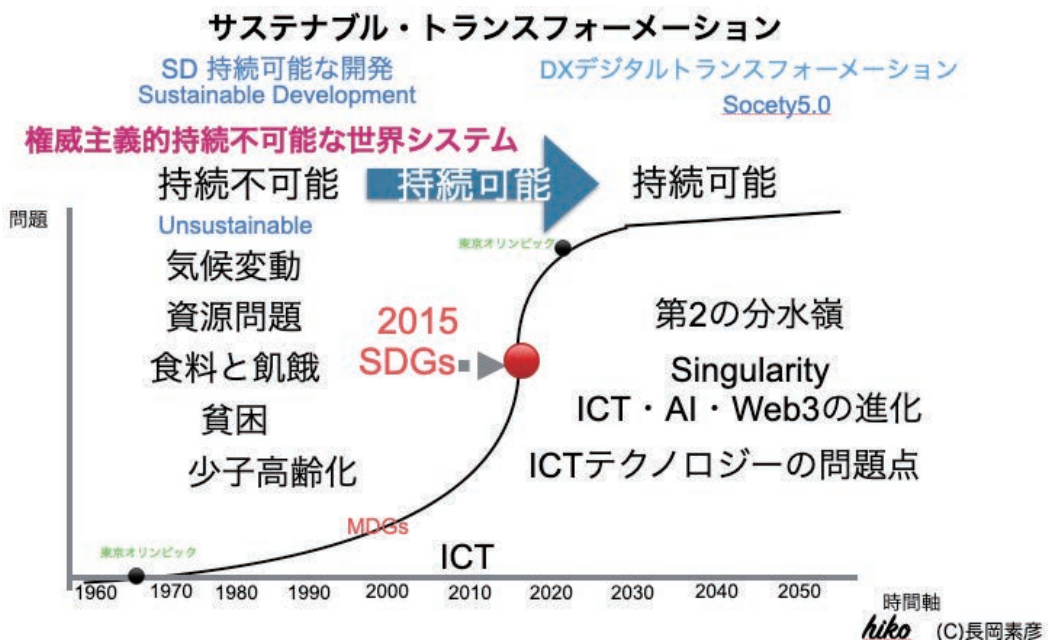 サステナブル・トランスフォーメーション
SD 持続可能な開発
Sustainable Development
DXデジタルトランスフォーメーション
Socety5.0
権威主義的持続不可能な世界システム
持続不可能
持続可能
持続可能
問題
Unsustainable
東京オリンピック
気候変動
資源問題
食料と飢餓
貧困
少子高齢化
2015
SDGs
第2の分水嶺
Singularity
ICT・AI・Web3の進化
ICTテクノロジーの問題点
MDGs
東京オリンピック
ICT
1960 1970 1980 1990 2000 2010 2020 2030 2040 2050
時間軸
hiko (C)長岡素彦